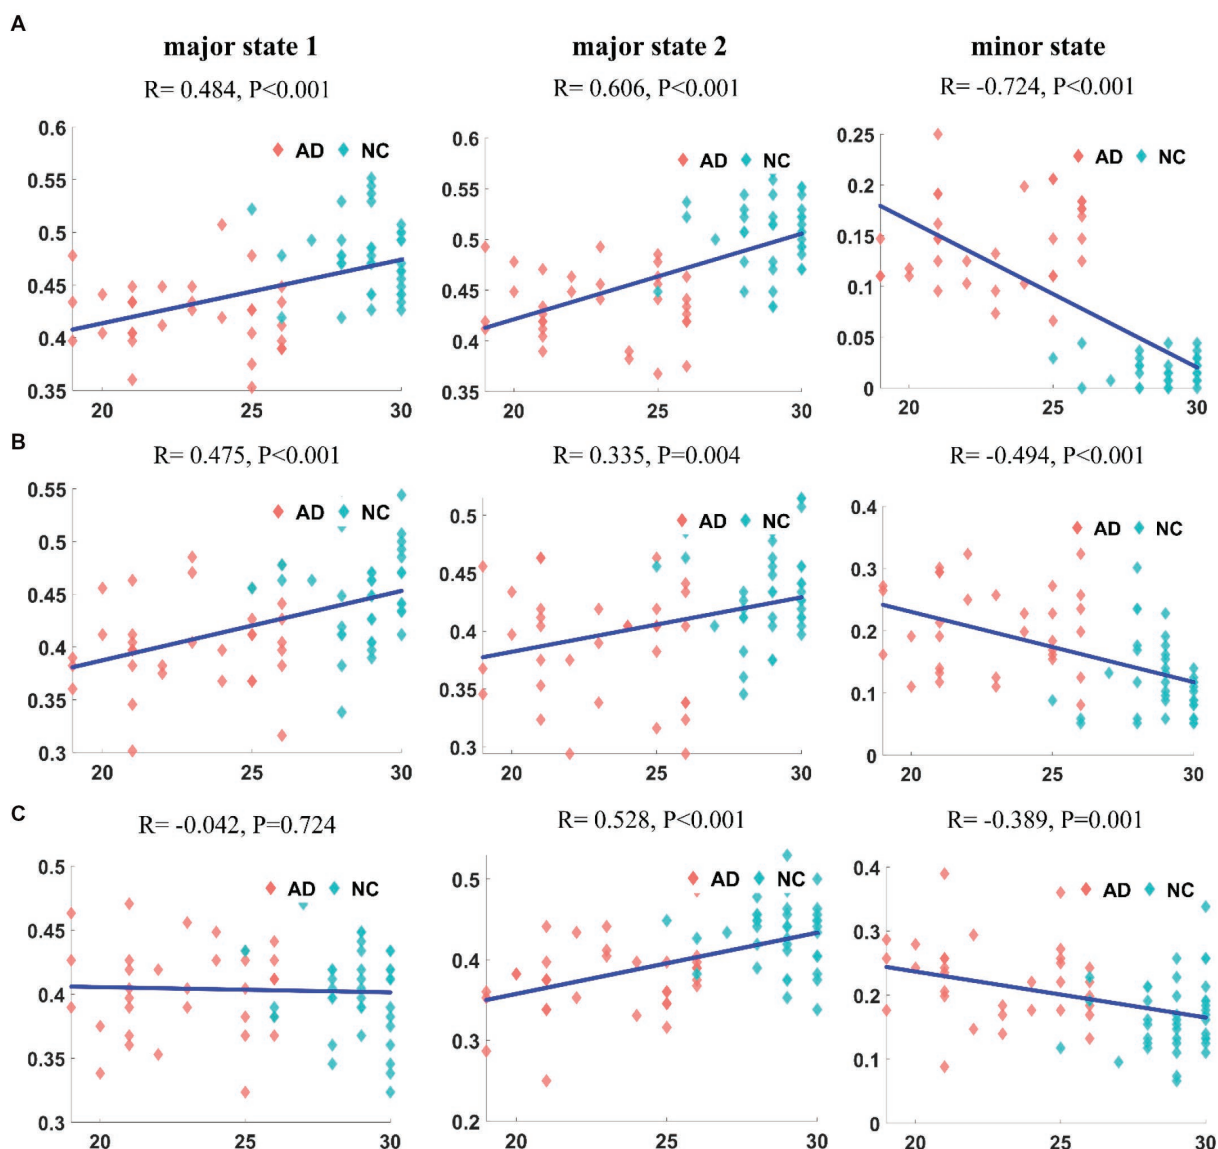 A
major state 1
major state 2
minor state
R= 0.484, P<0.001
R= 0.606, P<0.001
R= -0.724, P<0.001
0.6
0.55
0.5
0.45
0.4
0.35
20
25
30
AD
NC
0.6
0.55
0.5
0.45
0.4
0.35
20
25
30
AD
NC
0.25
0.2
0.15
0.1
0.05
0
20
25
30
AD
NC
B
R= 0.475, P<0.001
R= 0.335, P=0.004
R= -0.494, P<0.001
0.55
0.5
0.45
0.4
0.35
0.3
20
25
30
AD
NC
0.5
0.45
0.4
0.35
0.3
20
25
30
AD
NC
0.4
0.3
0.2
0.1
0
20
25
30
AD
NC
C
R= -0.042, P=0.724
R= 0.528, P<0.001
R= -0.389, P=0.001
0.5
0.45
0.4
0.35
0.3
20
25
30
AD
NC
0.5
0.4
0.3
0.2
20
25
30
AD
NC
0.4
0.3
0.2
0.1
0
20
25
30
AD
NC